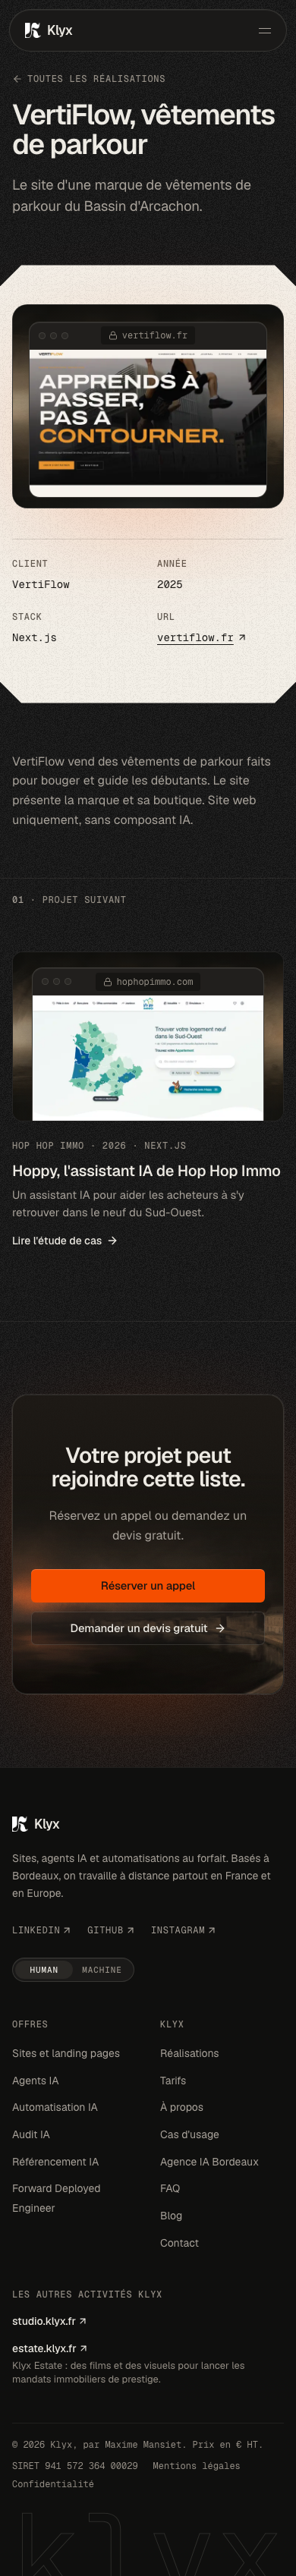 Klyx
← TOUTES LES RÉALISATIONS
VertiFlow, vêtements
de parkour
Le site d'une marque de vêtements de
parkour du Bassin d'Arcachon.
vertiflow.fr
APPRENDS À
PASSER,
PAS À
CONTOURNER.
CLIENT
VertiFlow
ANNÉE
2025
STACK
Next.js
URL
vertiflow.fr ↗
VertiFlow vend des vêtements de parkour faits
pour bouger et guide les débutants. Le site
présente la marque et sa boutique. Site web
uniquement, sans composant IA.
01 · PROJET SUIVANT
hophopimmo.com
Trouver votre logement neuf
dans le Sud-Ouest
HOP HOP IMMO · 2026 · NEXT.JS
Hoppy, l'assistant IA de Hop Hop Immo
Un assistant IA pour aider les acheteurs à s'y
retrouver dans le neuf du Sud-Ouest.
Lire l'étude de cas →
Votre projet peut
rejoindre cette liste.
Réservez un appel ou demandez un
devis gratuit.
Réserver un appel
Demander un devis gratuit →
Klyx
Sites, agents IA et automatisations au forfait. Basés à
Bordeaux, on travaille à distance partout en France et
en Europe.
LINKEDIN ↗ GITHUB ↗ INSTAGRAM ↗
HUMAN MACHINE
OFFRES
Sites et landing pages
Agents IA
Automatisation IA
Audit IA
Référencement IA
Forward Deployed
Engineer
KLYX
Réalisations
Tarifs
À propos
Cas d'usage
Agence IA Bordeaux
FAQ
Blog
Contact
LES AUTRES ACTIVITÉS KLYX
studio.klyx.fr ↗
estate.klyx.fr ↗
Klyx Estate : des films et des visuels pour lancer les
mandats immobiliers de prestige.
© 2026 Klyx, par Maxime Mansiet. Prix en € HT.
SIRET 941 572 364 00029 Mentions légales
Confidentialité
klyx